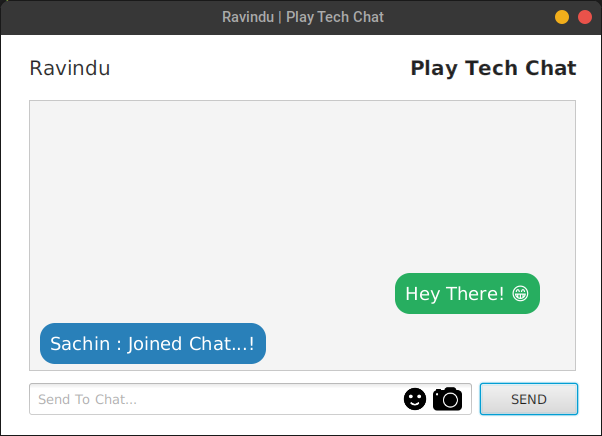 Ravindu | Play Tech Chat
Ravindu
Play Tech Chat
Hey There! 😁
Sachin : Joined Chat...!
Send To Chat...
SEND